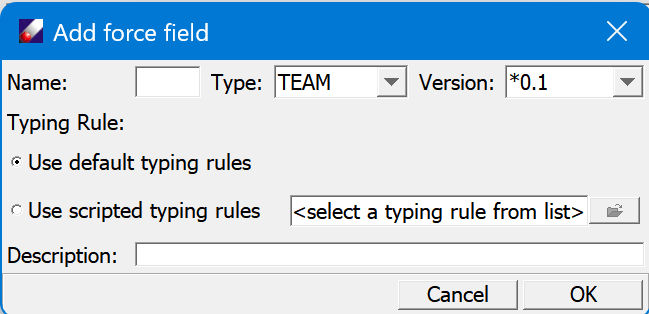 Add force field
Name: Type: TEAM Version: *0.1
Typing Rule:
Use default typing rules
Use scripted typing rules <select a typing rule from list>
Description:
Cancel OK